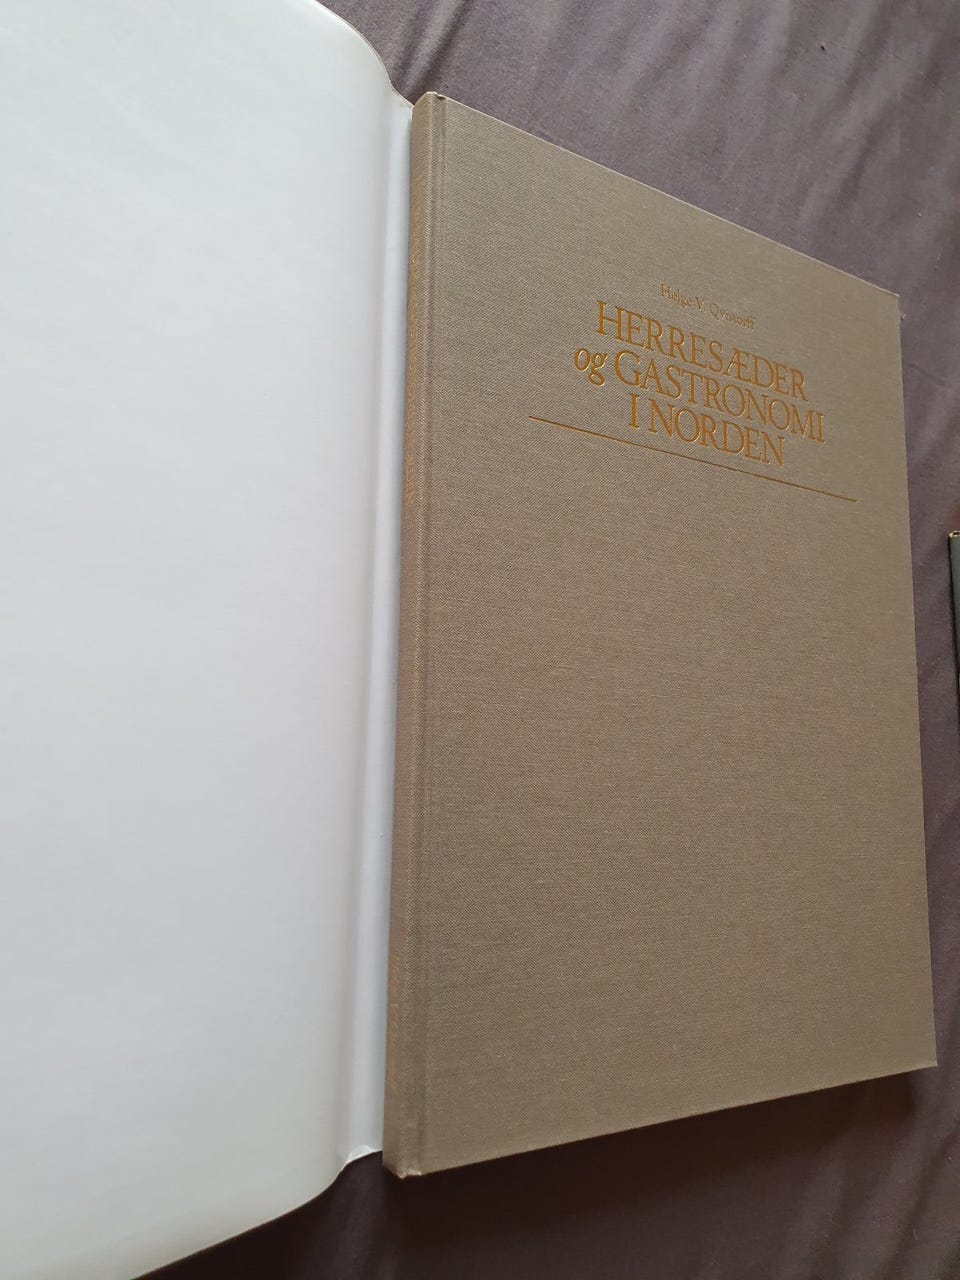 Helge V. Qvistorff
HERRESÆDER
og GASTRONOMI
I NORDEN